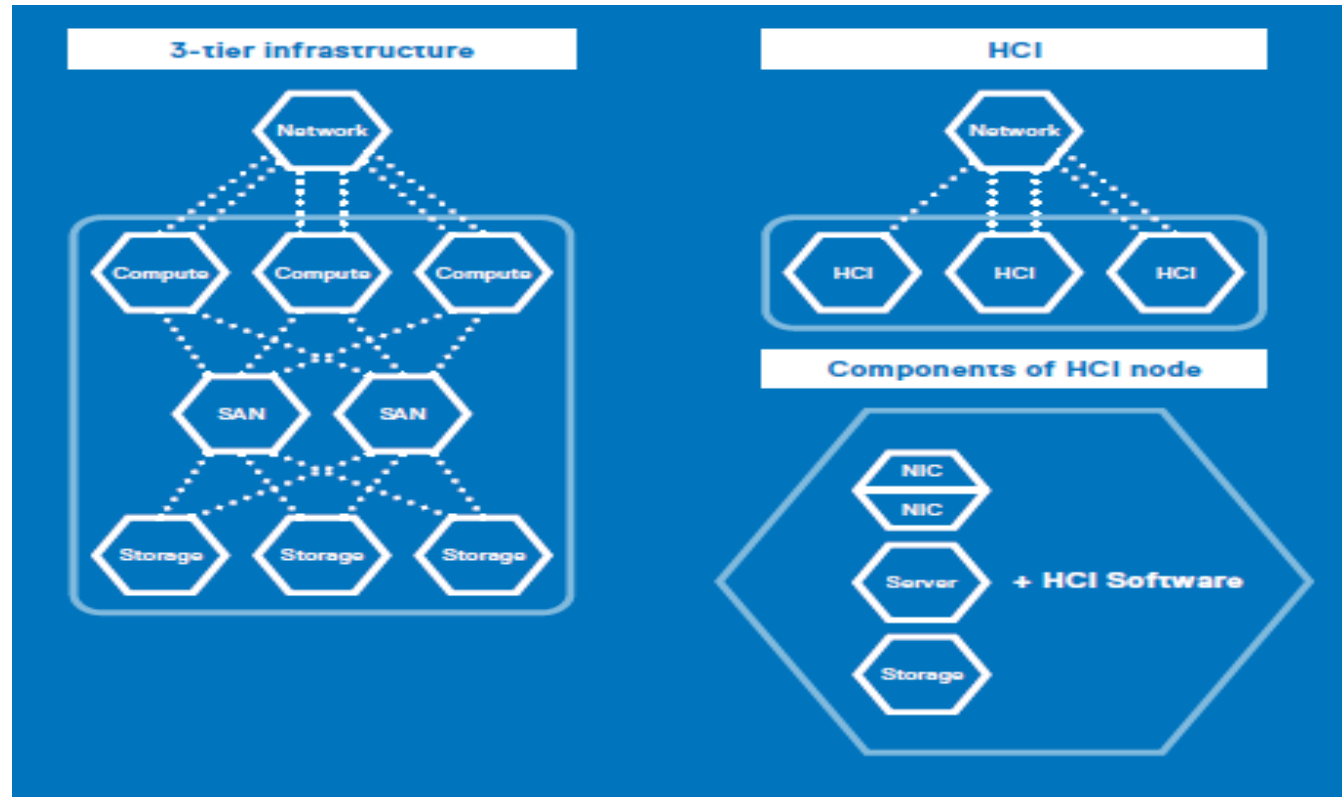 3-tier infrastructure
Network
Compute
Compute
Compute
SAN
SAN
Storage
Storage
Storage
HCI
Network
HCI
HCI
HCI
Components of HCI node
NIC
NIC
Server
+ HCI Software
Storage